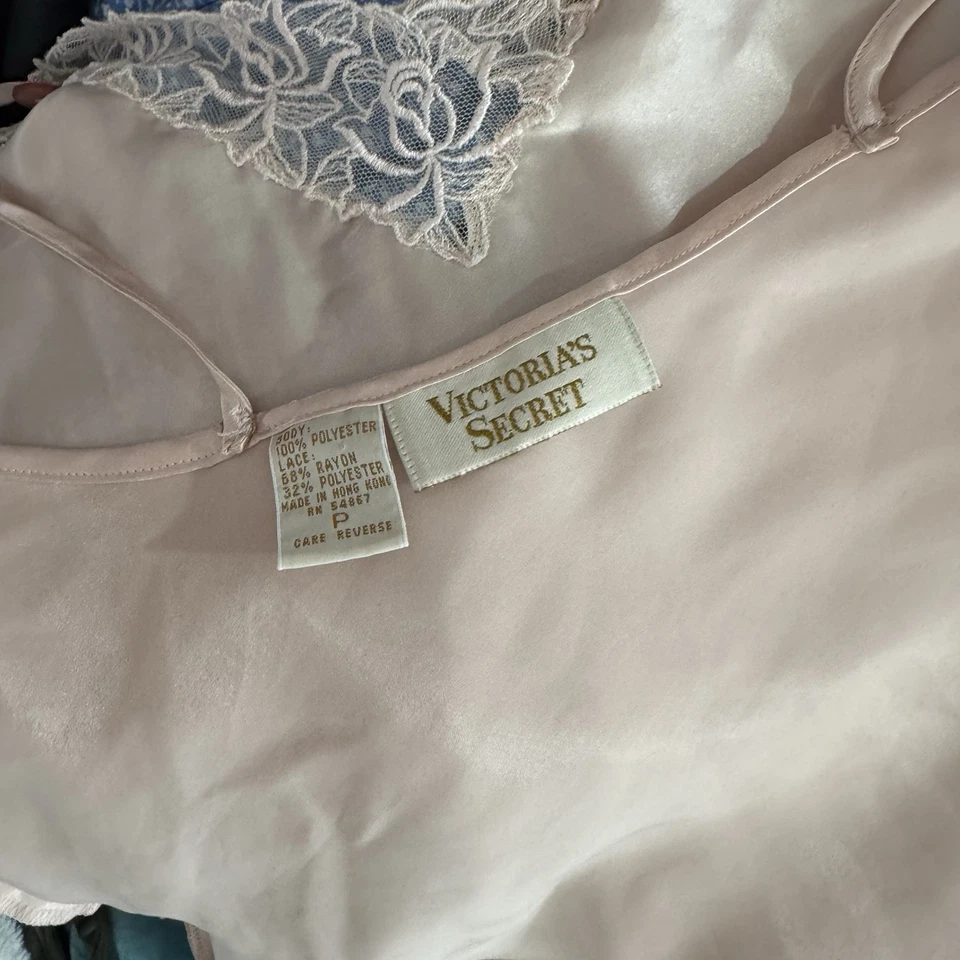 VICTORIA'S
SECRET
BODY:
100% POLYESTER
LACE:
68% RAYON
32% POLYESTER
MADE IN HONG KONG
RN 54867
P
CARE REVERSE